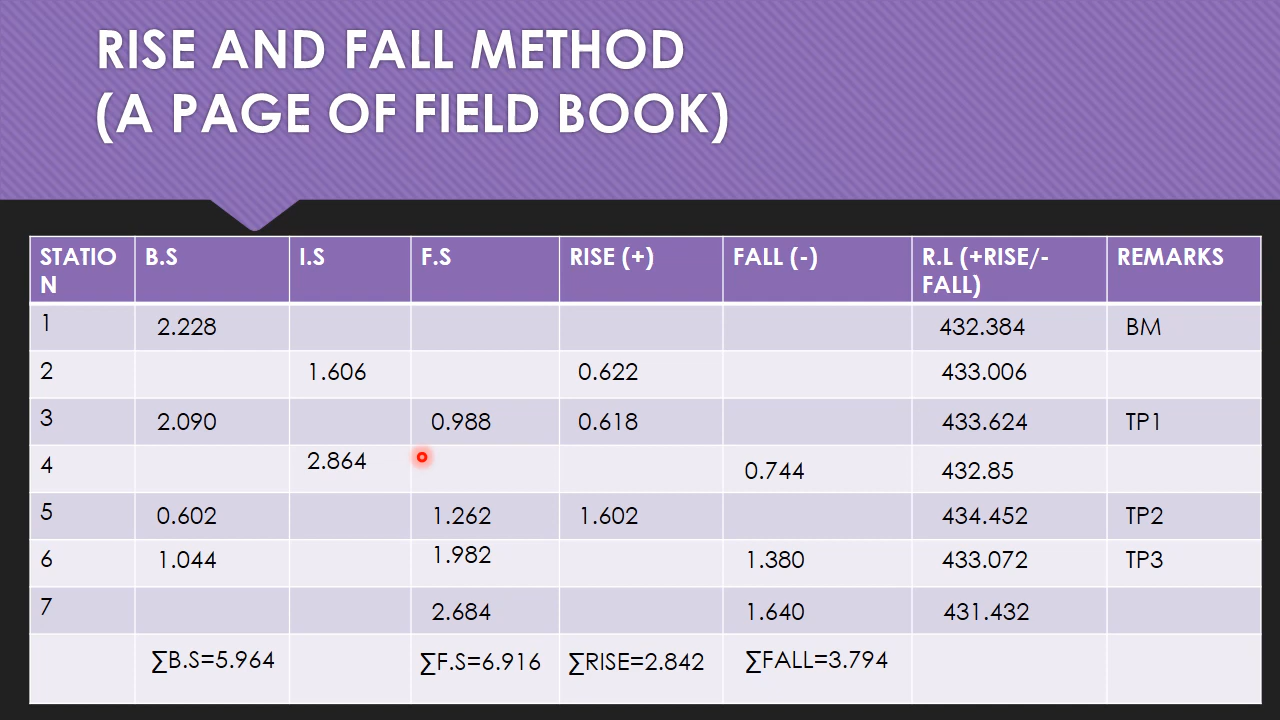 RISE AND FALL METHOD
(A PAGE OF FIELD BOOK)
STATIO
N B.S I.S F.S RISE (+) FALL (-) R.L (+RISE/-
FALL) REMARKS
1 2.228 432.384 BM
2 1.606 0.622 433.006
3 2.090 0.988 0.618 433.624 TP1
4 2.864 0.744 432.85
5 0.602 1.262 1.602 434.452 TP2
6 1.044 1.982 1.380 433.072 TP3
7 2.684 1.640 431.432
∑B.S=5.964 ∑F.S=6.916 ∑RISE=2.842 ∑FALL=3.794